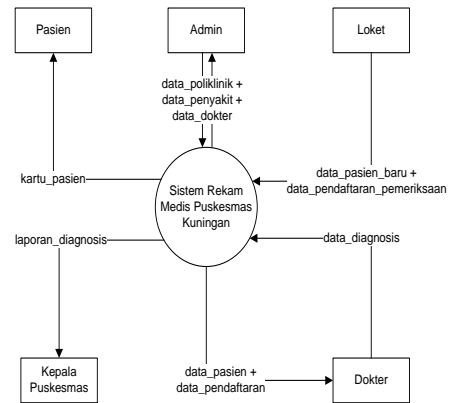 Pasien
Admin
Loket
data_poliklinik +
data_penyakit +
data_dokter
kartu_pasien
Sistem Rekam
Medis Puskesmas
Kuningan
data_pasien_baru +
data_pendaftaran_pemeriksaan
laporan_diagnosis
data_diagnosis
Kepala
Puskesmas
data_pasien +
data_pendaftaran
Dokter